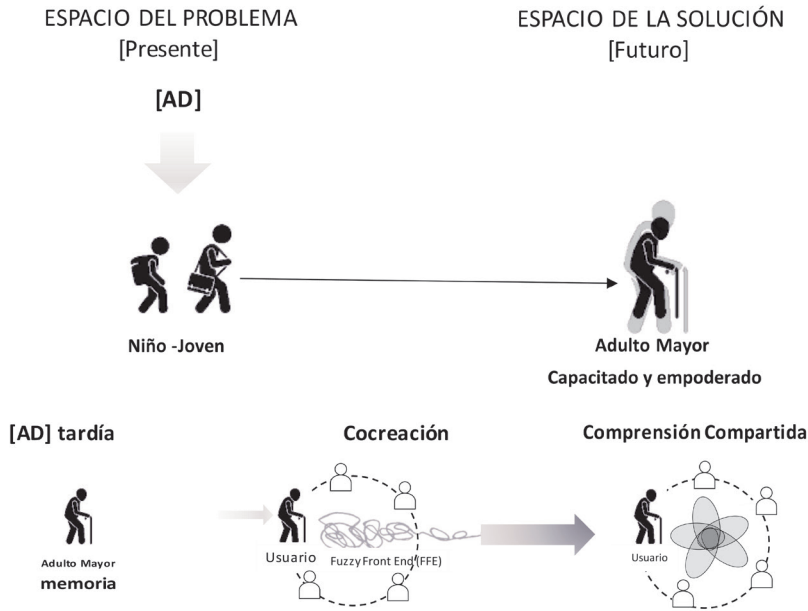 ESPACIO DEL PROBLEMA
[Presente]
ESPACIO DE LA SOLUCIÓN
[Futuro]
[AD]
Niño -Joven
Adulto Mayor
Capacitado y empoderado
[AD] tardía
Cocreación
Comprensión Compartida
Adulto Mayor
memoria
Usuario
Fuzzy Front End (FFE)
Usuario